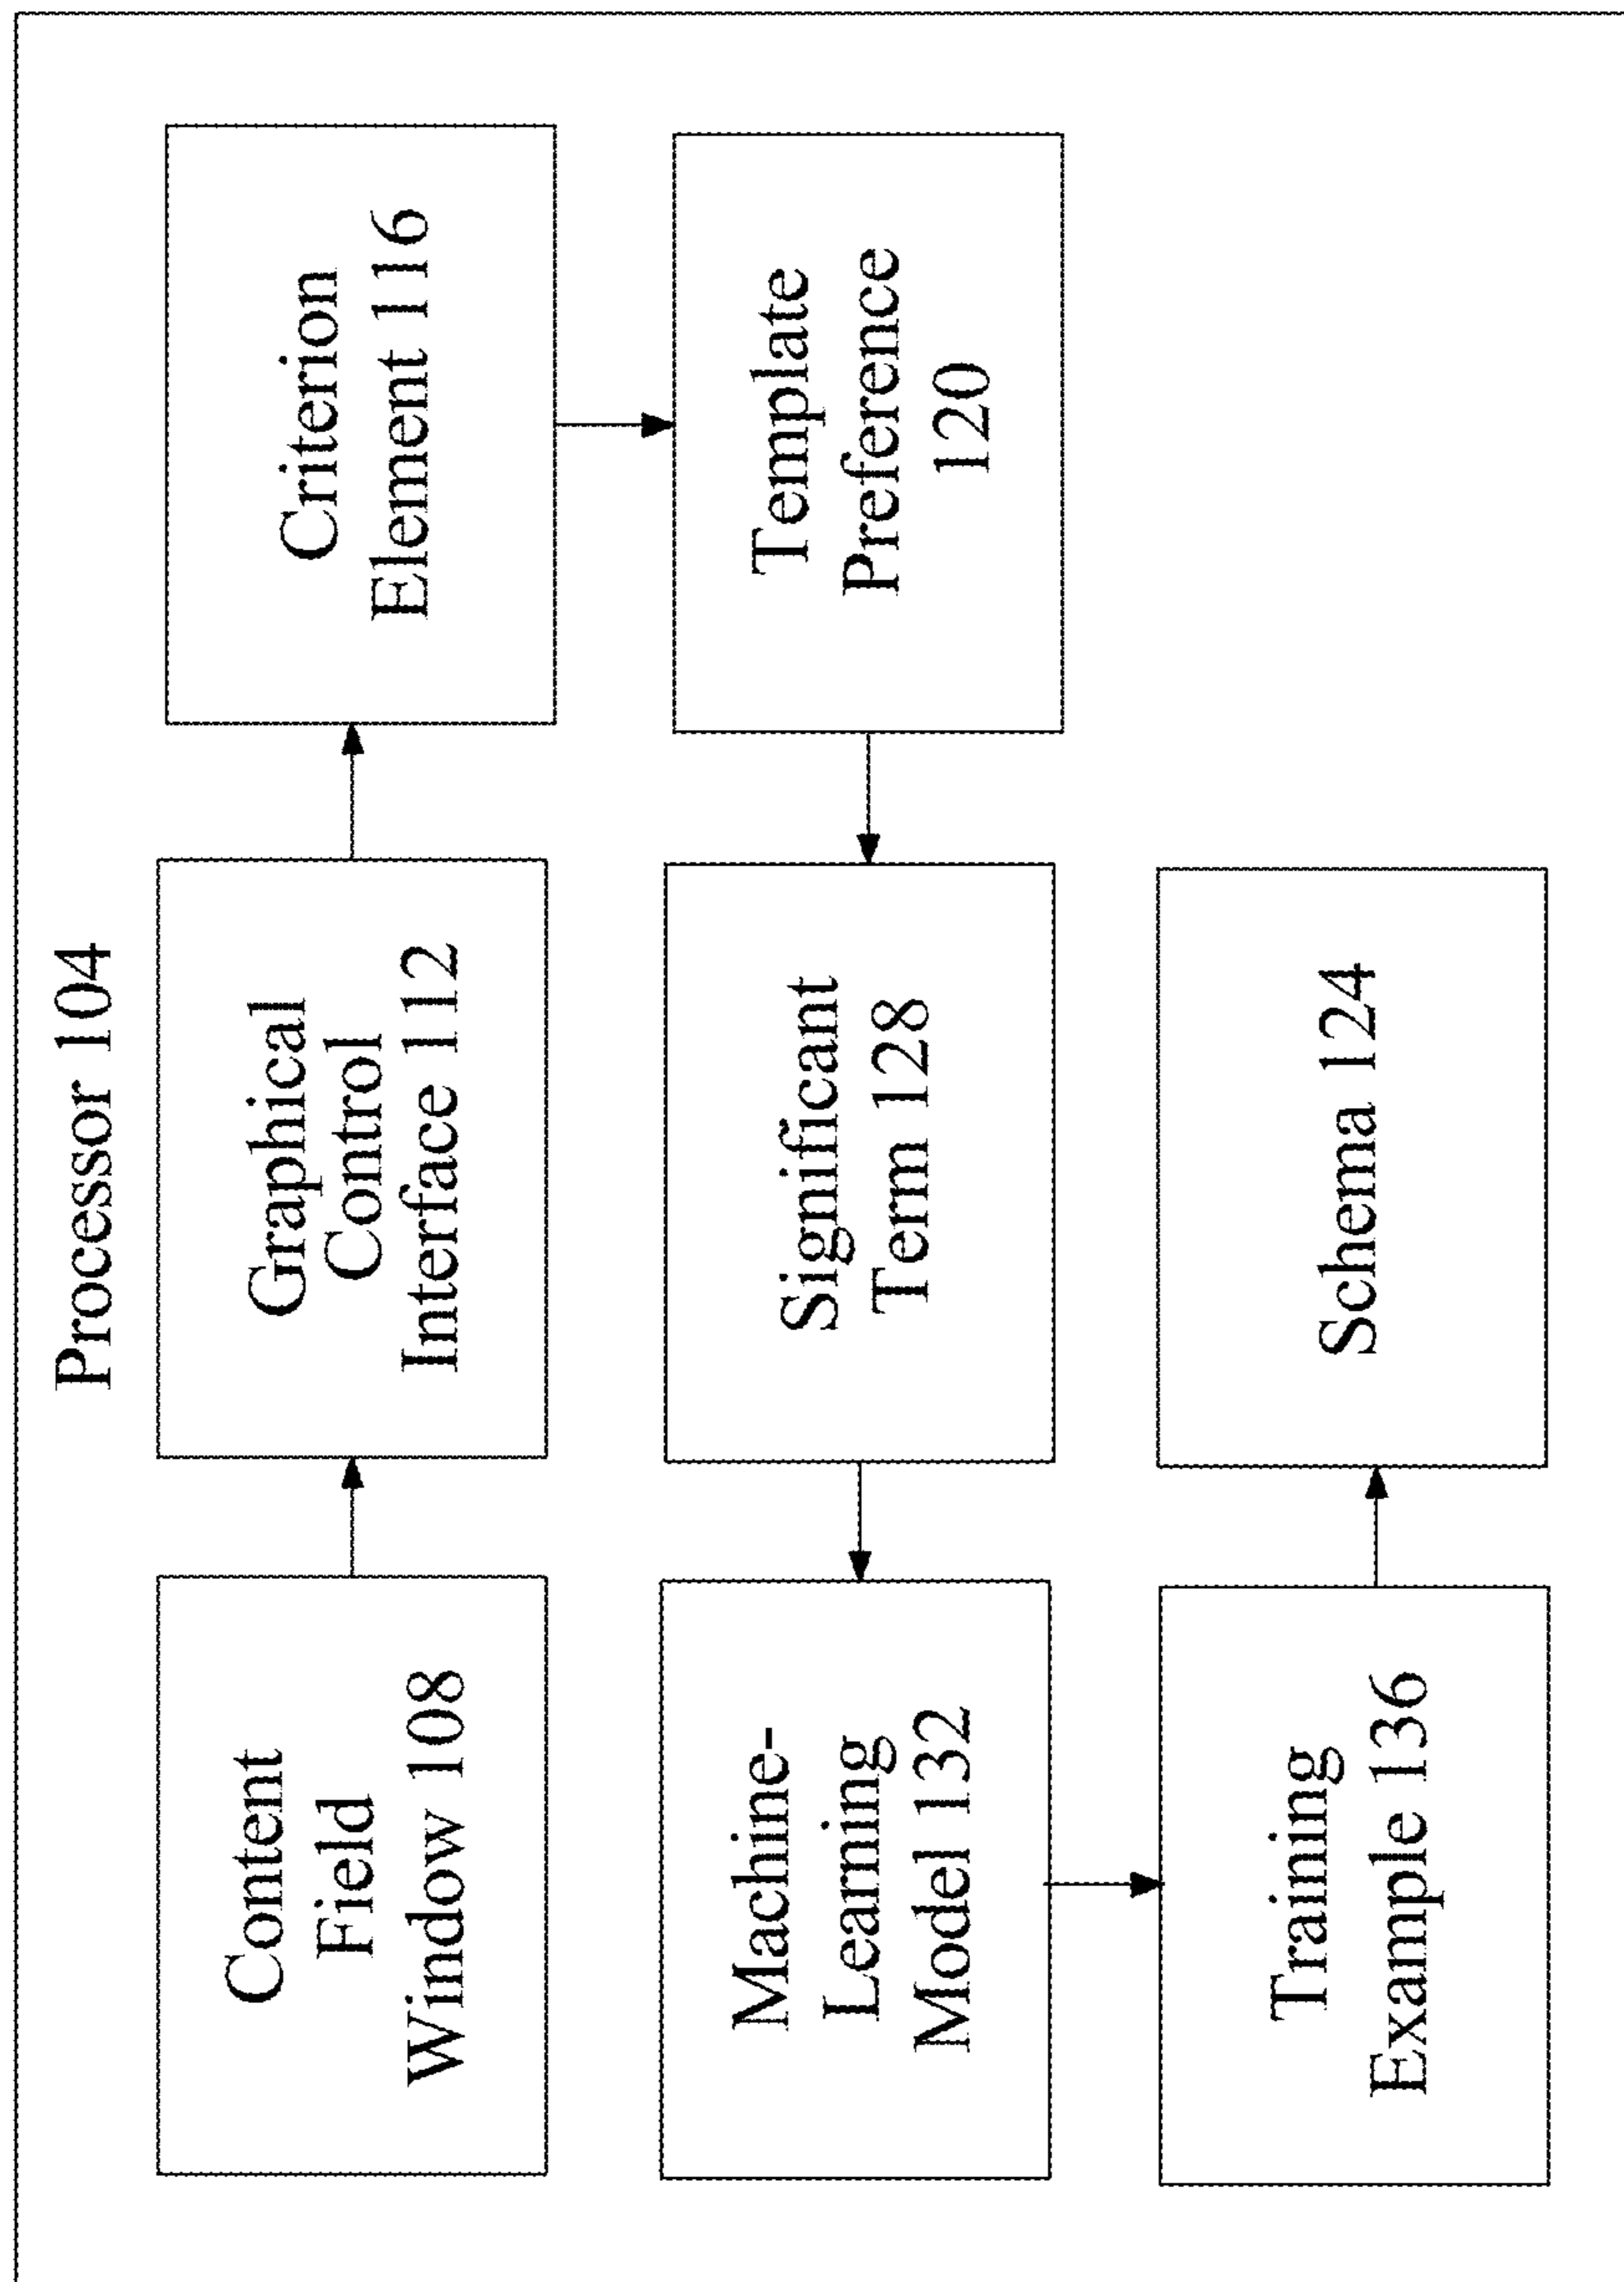 Processor 104
Content
Field
Window 108
Graphical
Control
Interface 112
Criterion
Element 116
Machine-
Learning
Model 132
Significant
Term 128
Template
Preference
120
Training
Example 136
Schema 124